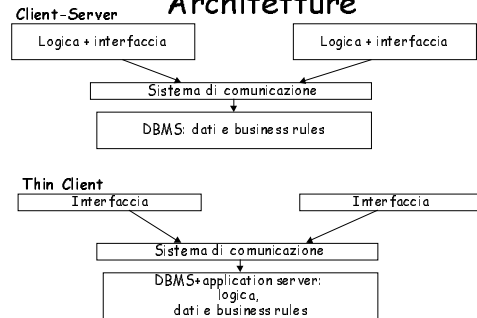 Architetture
Client-Server
Logica + interfaccia
Logica + interfaccia
Sistema di comunicazione
DBMS: dati e business rules
Thin Client
Interfaccia
Interfaccia
Sistema di comunicazione
DBMS+application server:
logica,
dati e business rules